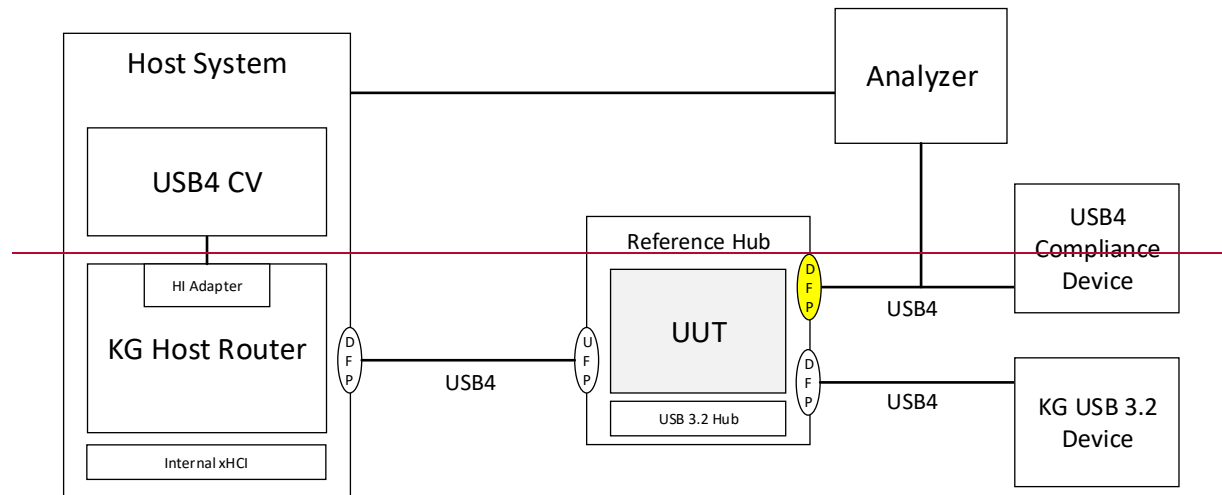 Host System
USB4 CV
HI Adapter
KG Host Router
Internal xHCI
D
F
P
USB4
U
F
P
Reference Hub
UUT
USB 3.2 Hub
D
F
P
D
F
P
Analyzer
USB4
USB4
Compliance
Device
USB4
KG USB 3.2
Device